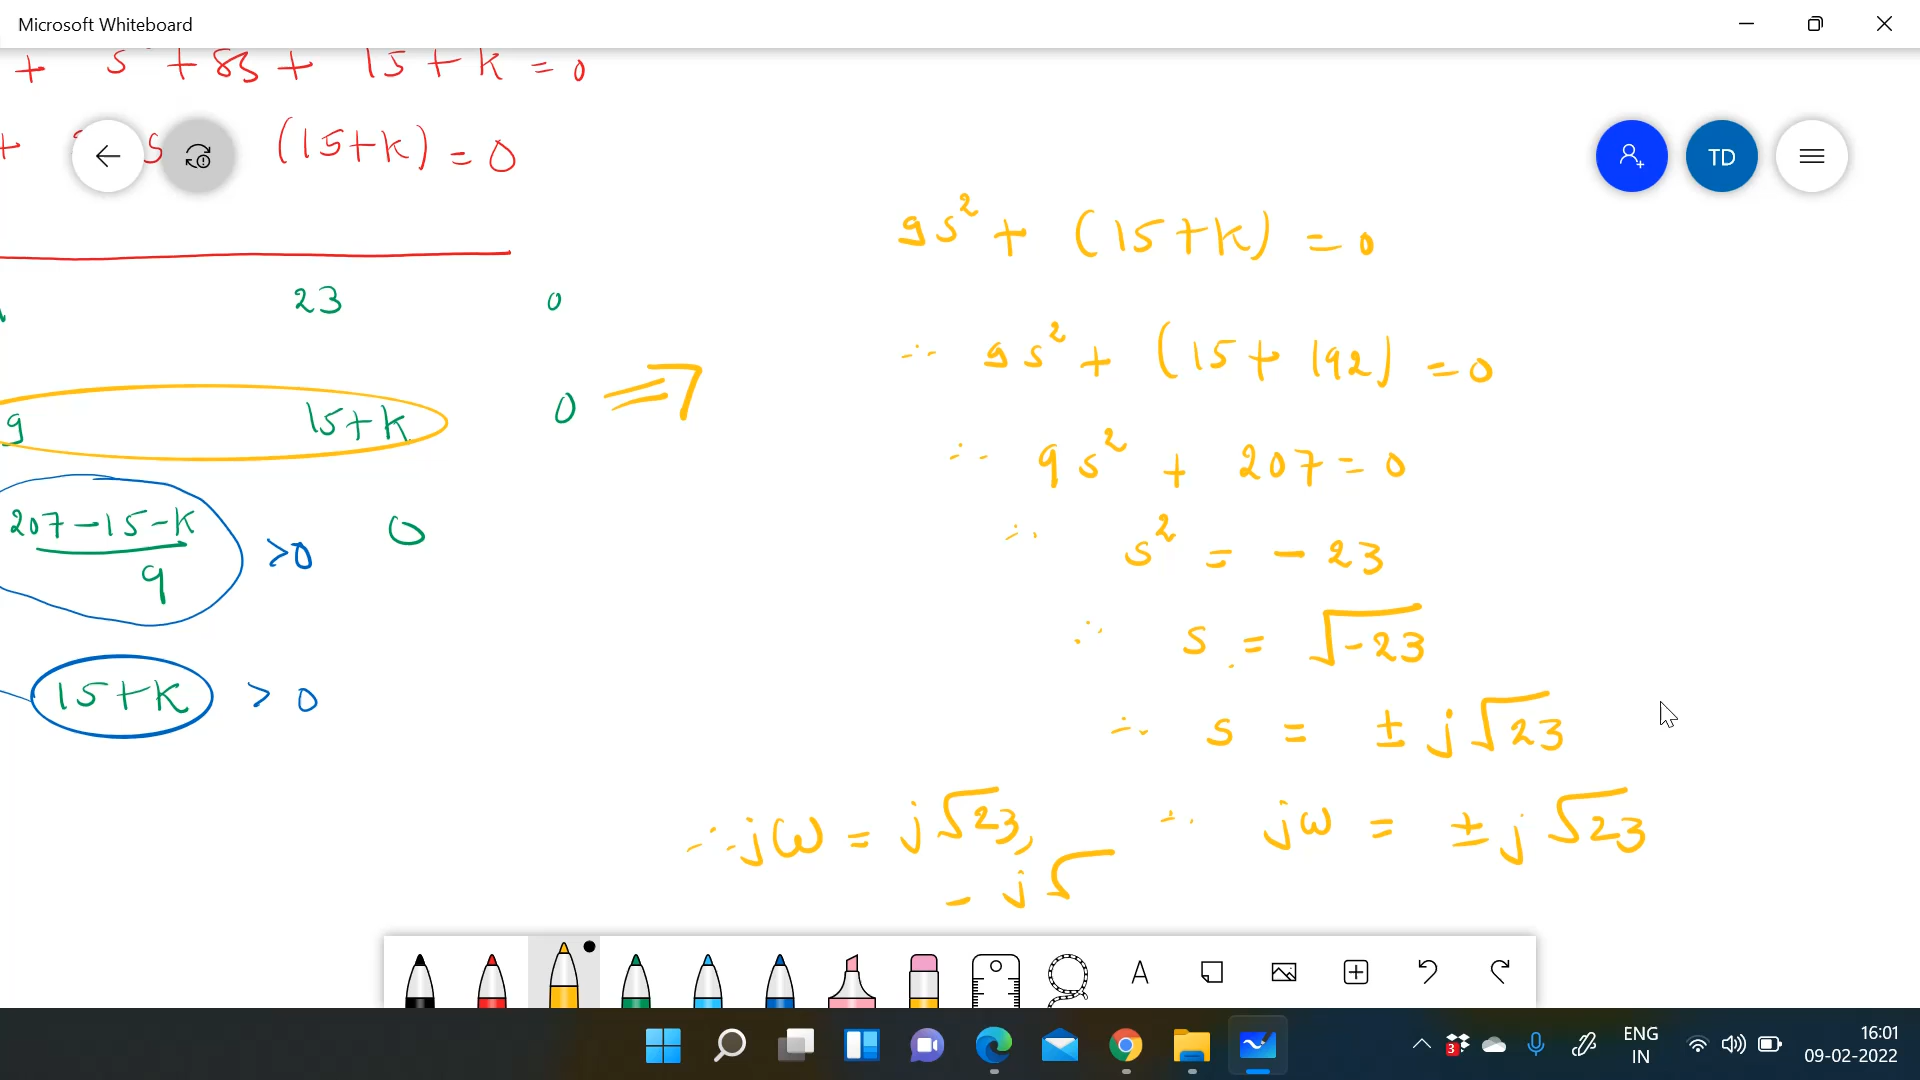 Microsoft Whiteboard
+ s² + 8s + 15 + k = 0
+ s (15+k) = 0
TD
9s² + (15+k) = 0
23 0
∴ 9s² + (15+192) = 0
9 15+k 0 ⇒
∴ 9s² + 207 = 0
207-15-k
9
>0 0
∴ s² = -23
∴ s = √-23
15+k > 0
∴ s = ± j√23
∴ jω = j√23, ∴ jω = ± j√23
- j√
A
3
ENG
IN
16:01
09-02-2022